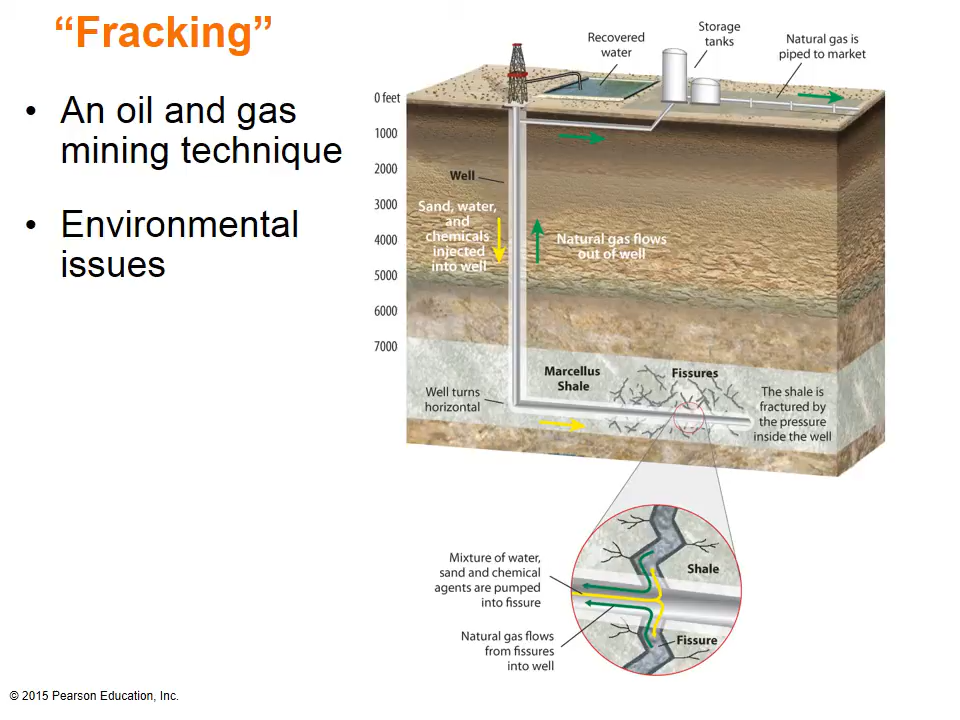 “Fracking”
• An oil and gas
mining technique
• Environmental
issues
Recovered
water
Storage
tanks
Natural gas is
piped to market
0 feet
1000
2000
3000
4000
5000
6000
7000
Well
Sand, water,
and
chemicals
injected
into well
Natural gas flows
out of well
Marcellus
Shale
Fissures
Well turns
horizontal
The shale is
fractured by
the pressure
inside the well
Mixture of water,
sand and chemical
agents are pumped
into fissure
Shale
Natural gas flows
from fissures
into well
Fissure
© 2015 Pearson Education, Inc.